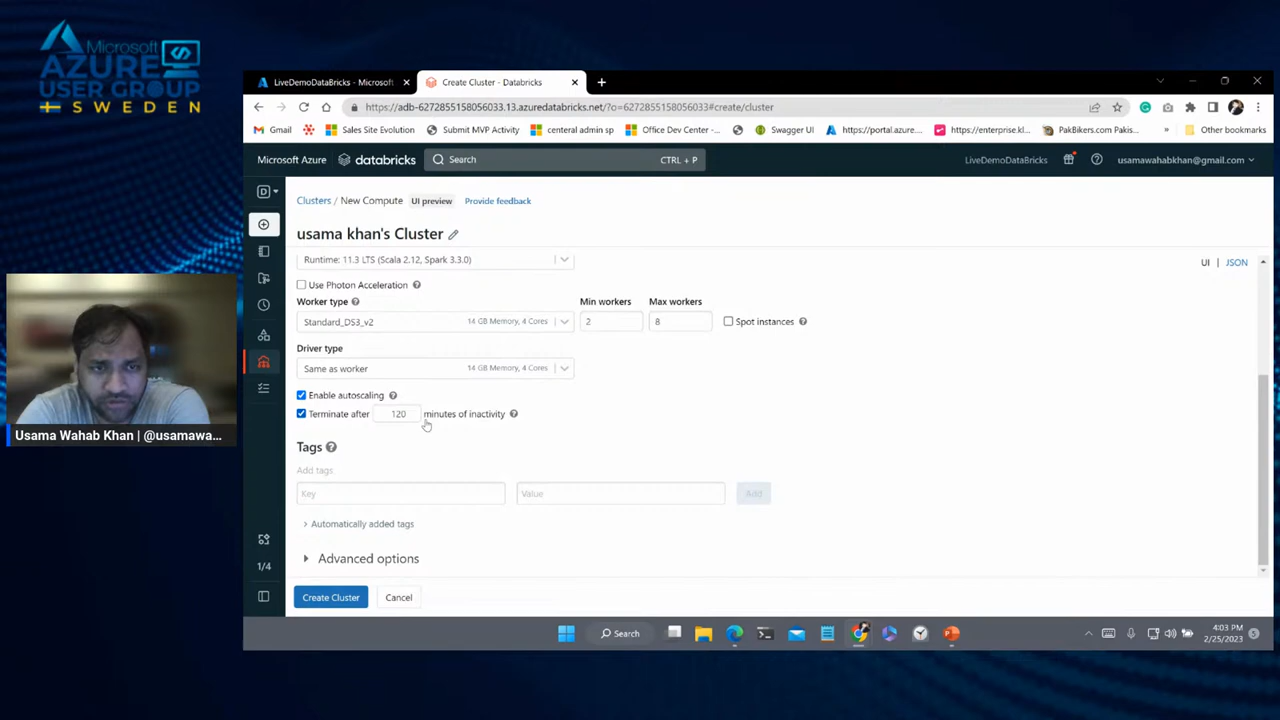 Microsoft
AZURE
USER GROUP
SWEDEN
LiveDemoDataBricks - Microsoft
Create Cluster - Databricks
https://adb-6272855158056033.13.azuredatabricks.net/?o=6272855158056033#create/cluster
Gmail
Sales Site Evolution
Submit MVP Activity
centeral admin sp
Office Dev Center -...
Swagger UI
https://portal.azure...
https://enterprise.kl...
PakBikers.com Pakis...
»
Other bookmarks
Microsoft Azure
databricks
Search
CTRL + P
LiveDemoDataBricks
usamawahabkhan@gmail.com
D
Clusters / New Compute
UI preview
Provide feedback
usama khan's Cluster
Runtime: 11.3 LTS (Scala 2.12, Spark 3.3.0)
UI | JSON
Use Photon Acceleration
Worker type
Min workers
Max workers
Standard_DS3_v2
14 GB Memory, 4 Cores
2
8
Spot instances
Driver type
Same as worker
14 GB Memory, 4 Cores
Enable autoscaling
Terminate after 120 minutes of inactivity
Tags
Add tags
Key
Value
Add
Automatically added tags
1/4
Advanced options
Create Cluster
Cancel
Usama Wahab Khan | @usamawa...
Search
4:03 PM
2/25/2023
5